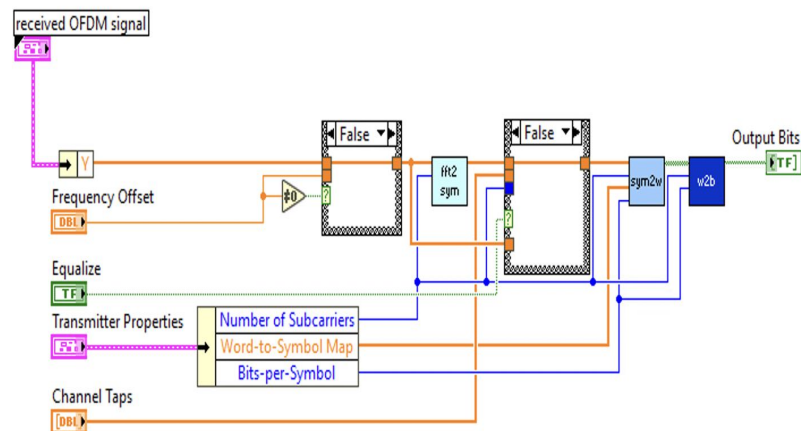 received OFDM signal
Y
False
False
Output Bits
TF
fft2
sym
sym2w
w2b
Frequency Offset
DBL
≠0
?
?
Equalize
TF
Transmitter Properties
Number of Subcarriers
Word-to-Symbol Map
Bits-per-Symbol
Channel Taps
[DBL]